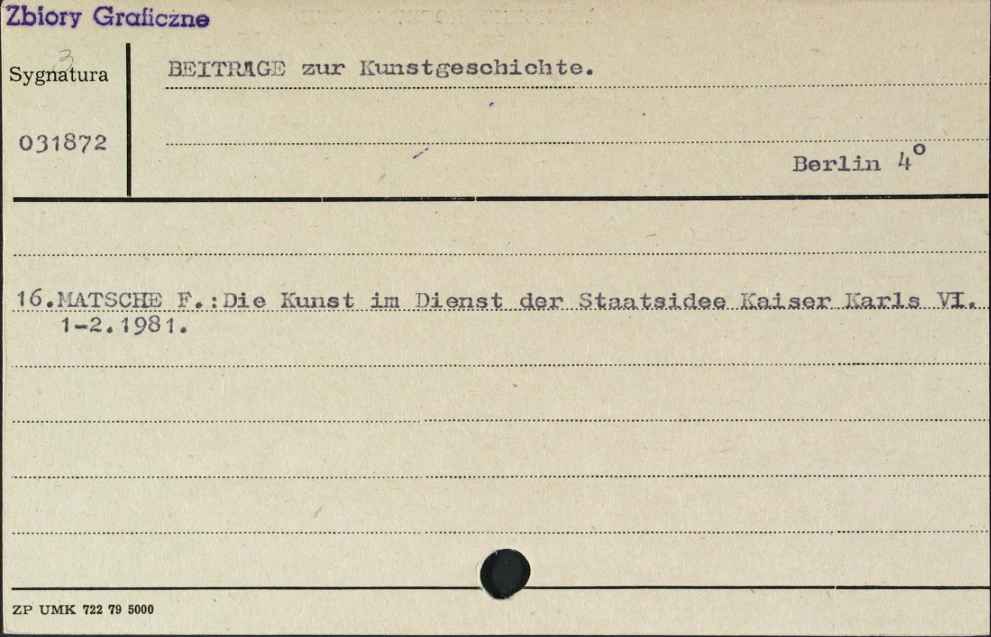 Zbiory Graficzne
3
Sygnatura
BEITRAGE zur Kunstgeschichte.
031872
Berlin 4°
16.MATSCHE F.:Die Kunst im Dienst der Staatsidee Kaiser Karls VI.
1-2.1981.
ZP UMK 722 79 5000